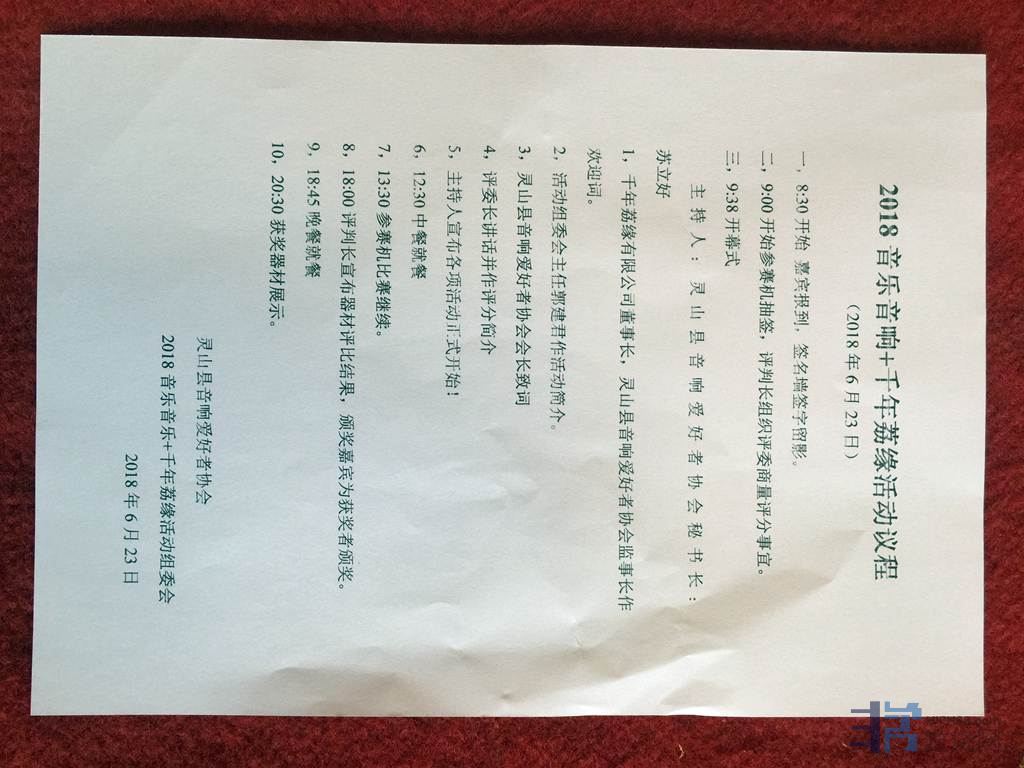 2018 音乐音响+千年荔缘活动议程
（2018 年 6 月 23 日）
一，8:30 开始 嘉宾报到，签名墙签字留影。
二，9:00 开始参赛机抽签，评判长组织评委商量评分事宜。
三，9:38 开幕式
主持人：灵山县音响爱好者协会秘书长：
苏立好
1，千年荔缘有限公司董事长，灵山县音响爱好者协会监事长作
欢迎词。
2，活动组委会主任郭建君作活动简介。
3，灵山县音响爱好者协会会长致词
4，评委长讲话并作评分简介
5，主持人宣布各项活动正式开始！
6，12:30 中餐就餐
7，13:30 参赛机比赛继续。
8，18:00 评判长宣布器材评比结果，颁奖嘉宾为获奖者颁奖。
9，18:45 晚餐就餐
10，20:30 获奖器材展示。
灵山县音响爱好者协会
2018 音乐音乐+千年荔缘活动组委会
2018 年 6 月 23 日